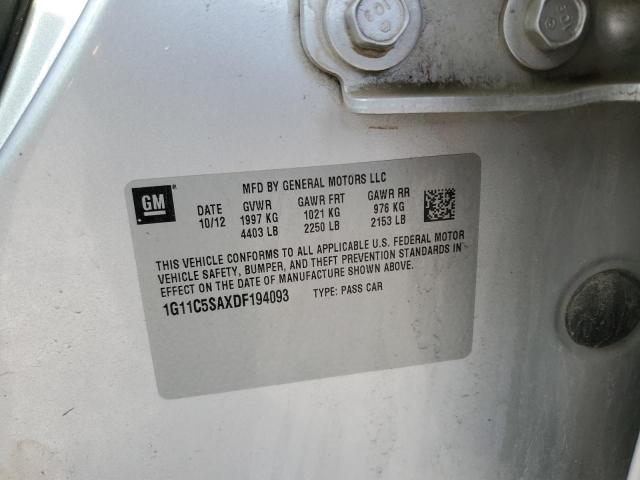 GM
MFD BY GENERAL MOTORS LLC
DATE GVWR GAWR FRT GAWR RR
10/12 1997 KG 1021 KG 976 KG
4403 LB 2250 LB 2153 LB
THIS VEHICLE CONFORMS TO ALL APPLICABLE U.S. FEDERAL MOTOR
VEHICLE SAFETY, BUMPER, AND THEFT PREVENTION STANDARDS IN
EFFECT ON THE DATE OF MANUFACTURE SHOWN ABOVE.
1G11C5SAXDF194093 TYPE: PASS CAR